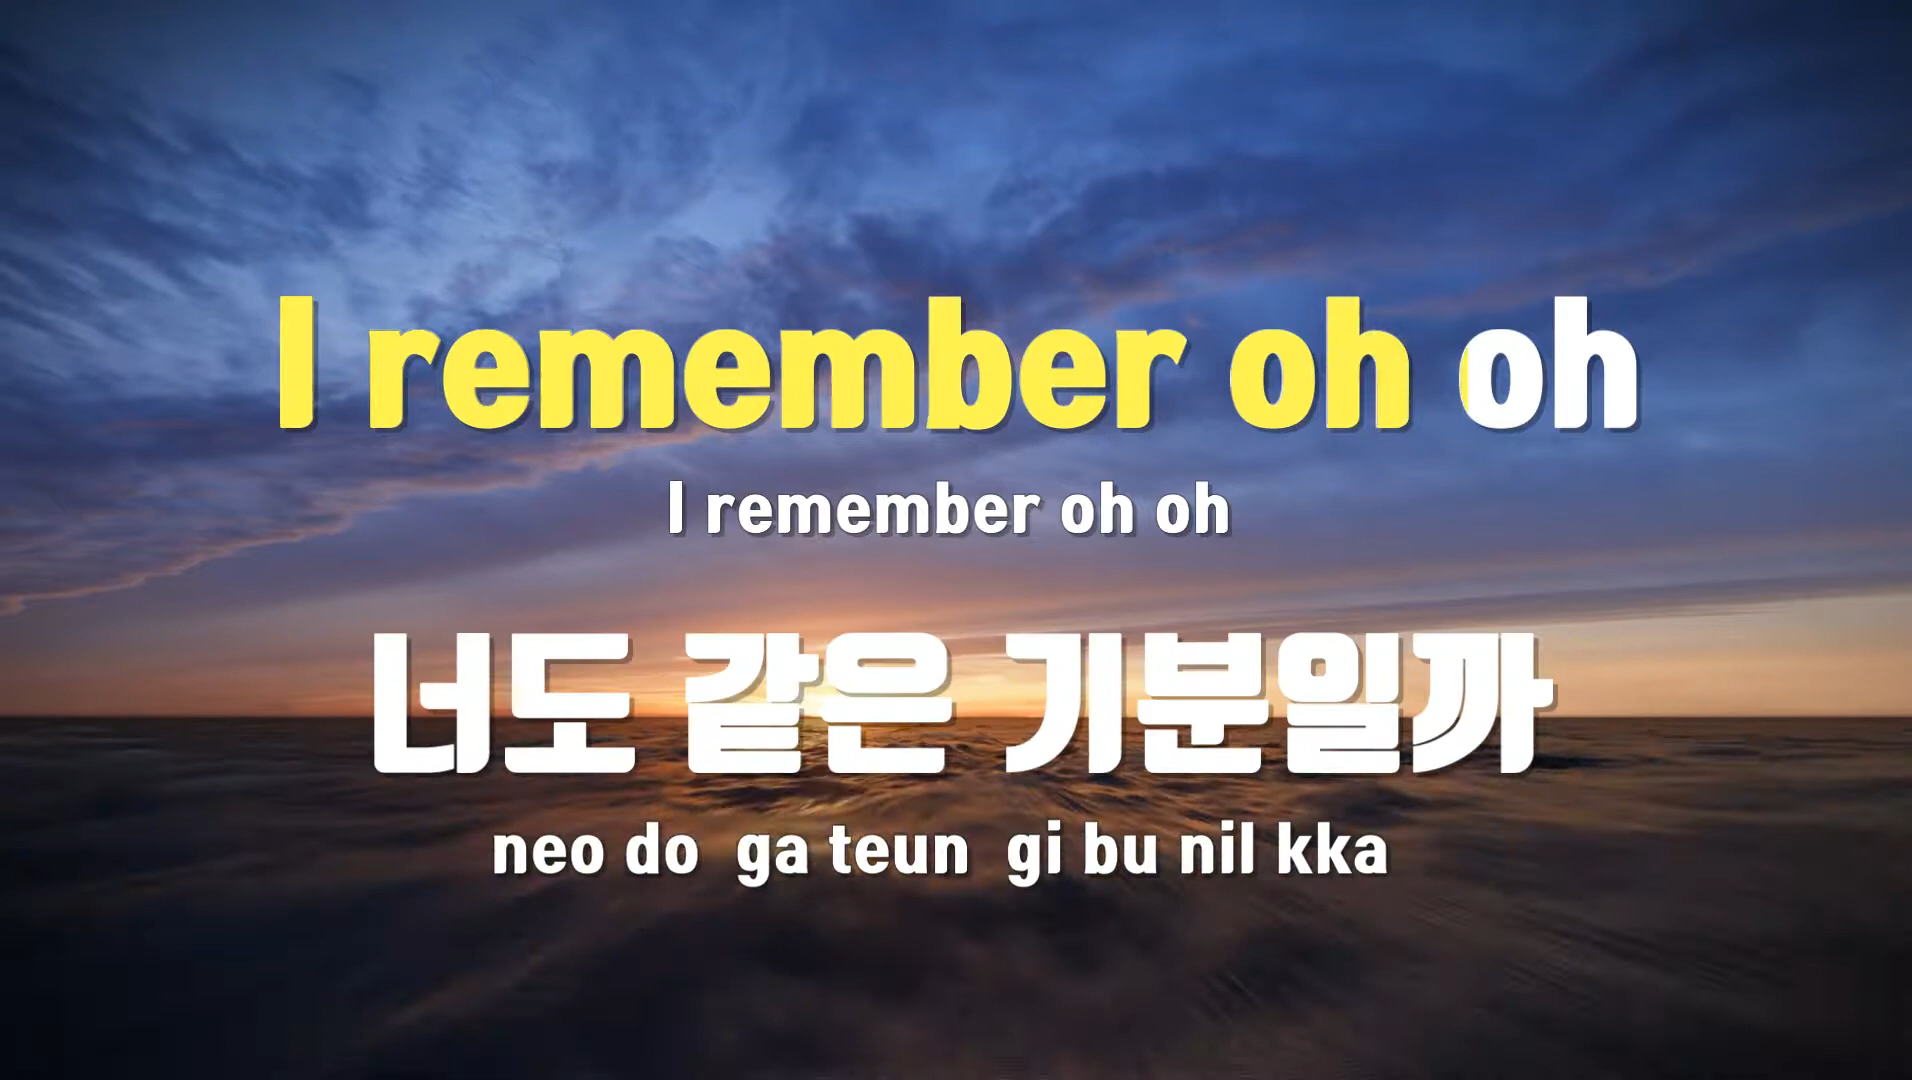 I remember oh oh
I remember oh oh
너도 같은 기분일까
neo do ga teun gi bu nil kka